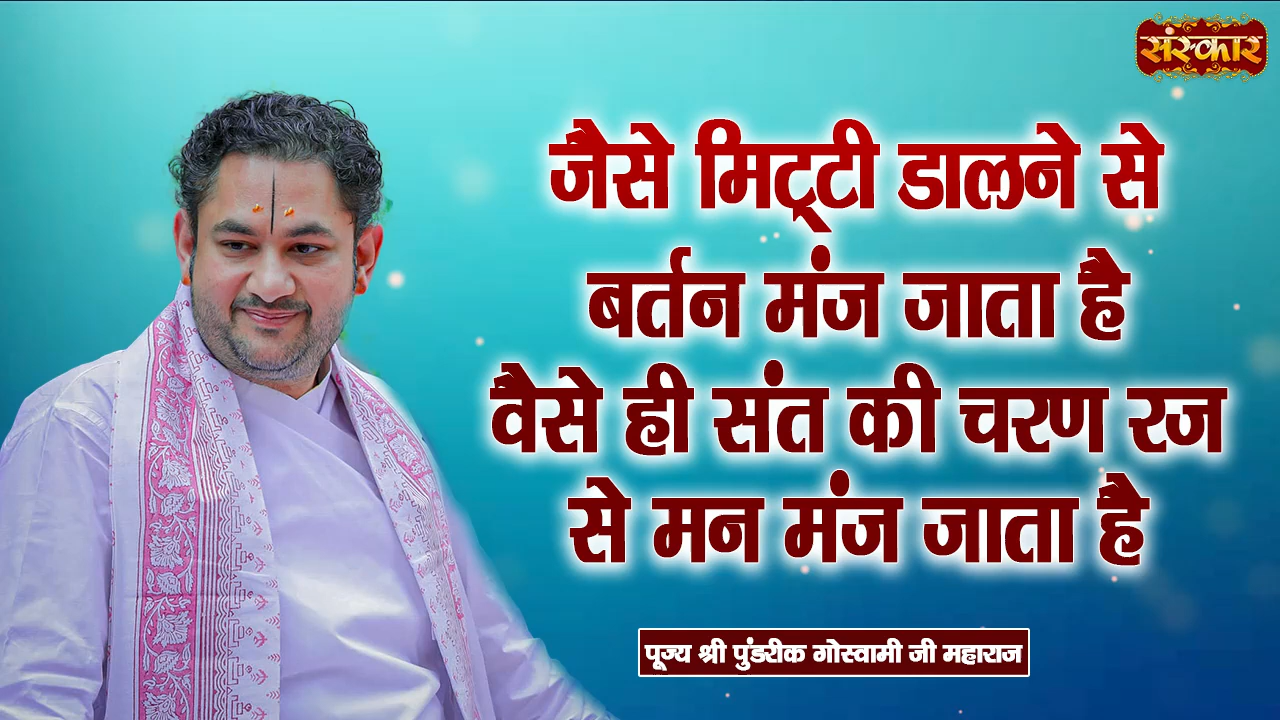 संस्कार
जैसे मिट्टी डालने से
बर्तन मंज जाता है
वैसे ही संत की चरण रज
से मन मंज जाता है
पूज्य श्री पुंडरीक गोस्वामी जी महाराज